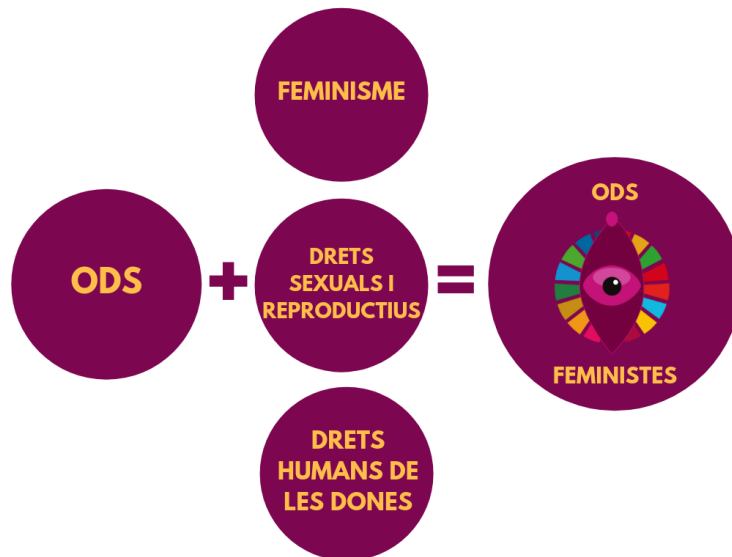 FEMINISME
ODS
+
DRETS
SEXUALS I
REPRODUCTIUS
=
ODS
FEMINISTES
DRETS
HUMANS DE
LES DONES